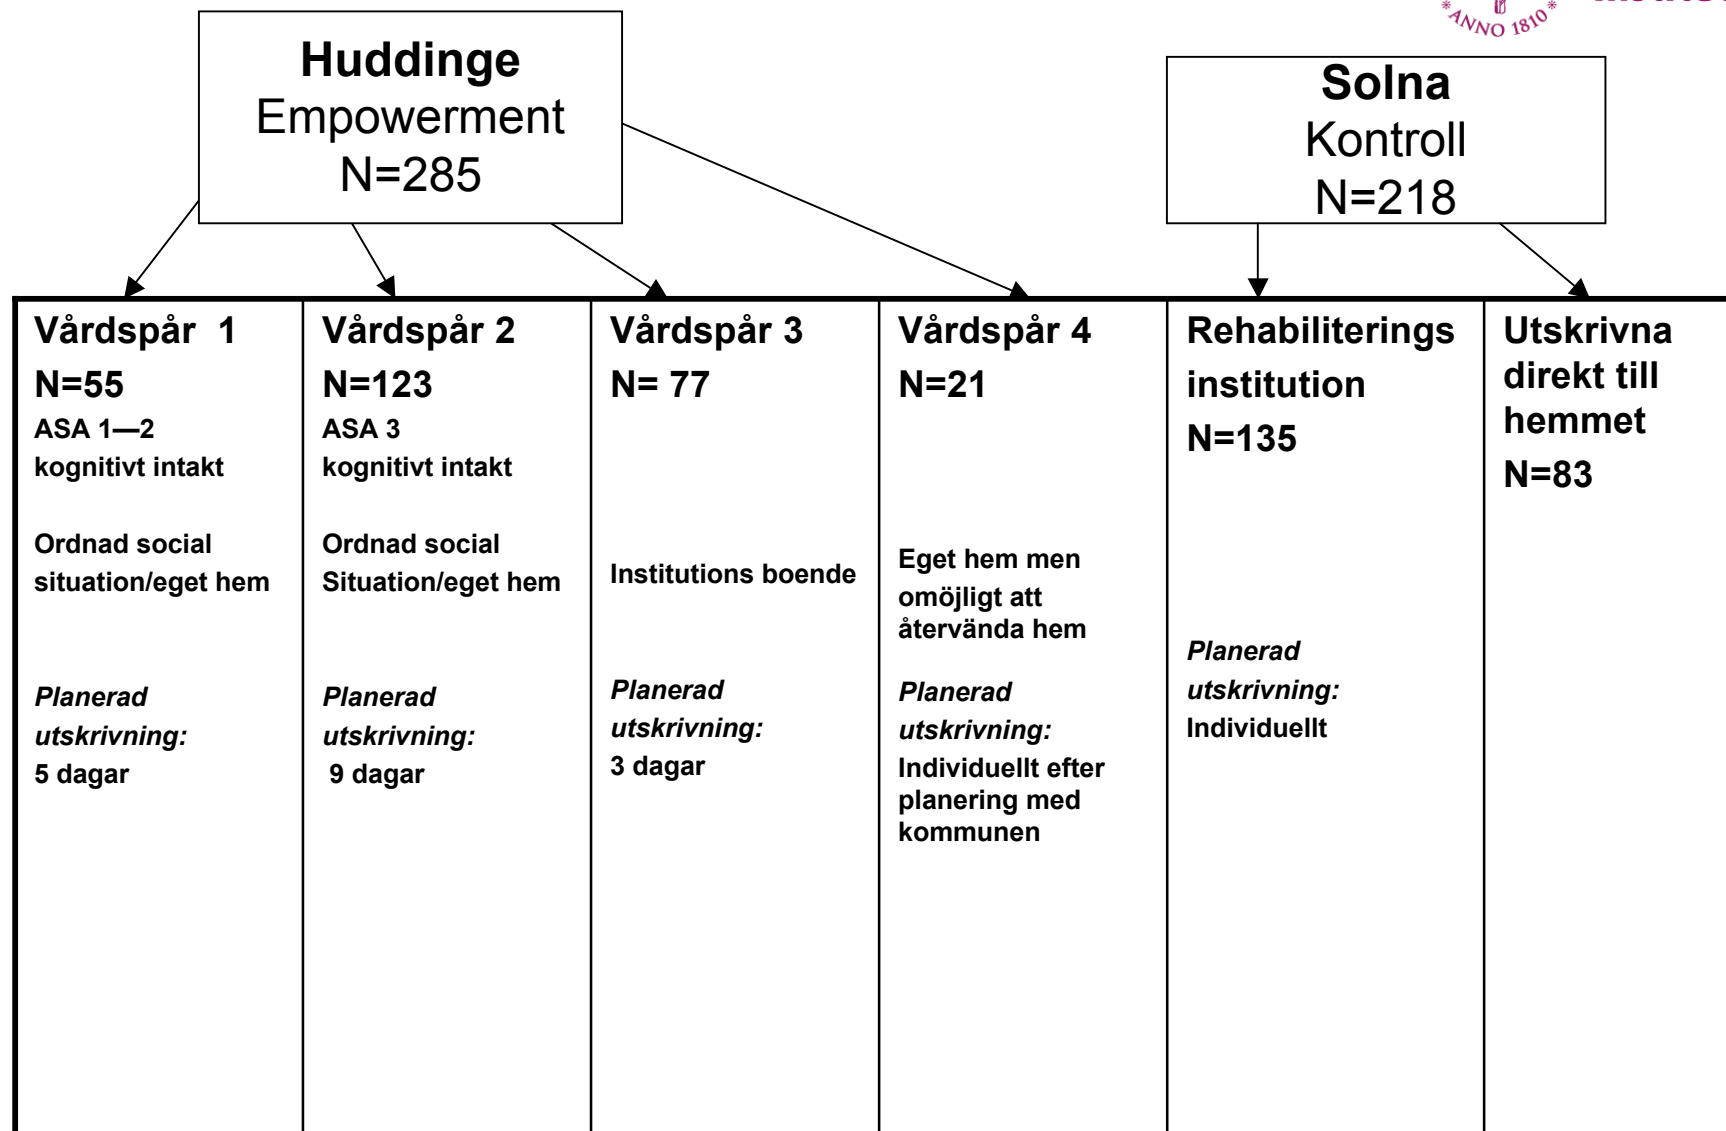 ANNO 1810
Huddinge
Empowerment
N=285
Solna
Kontroll
N=218
Vårdspår 1
N=55
ASA 1—2
kognitivt intakt
Ordnad social
situation/eget hem
Planerad
utskrivning:
5 dagar
Vårdspår 2
N=123
ASA 3
kognitivt intakt
Ordnad social
Situation/eget hem
Planerad
utskrivning:
9 dagar
Vårdspår 3
N= 77
Institutions boende
Planerad
utskrivning:
3 dagar
Vårdspår 4
N=21
Eget hem men
omöjligt att
återvända hem
Planerad
utskrivning:
Individuellt efter
planering med
kommunen
Rehabiliterings
institution
N=135
Planerad
utskrivning:
Individuellt
Utskrivna
direkt till
hemmet
N=83